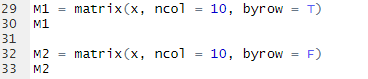 29 M1 = matrix(x, ncol = 10, byrow = T)
30 M1
31
32 M2 = matrix(x, ncol = 10, byrow = F)
33 M2